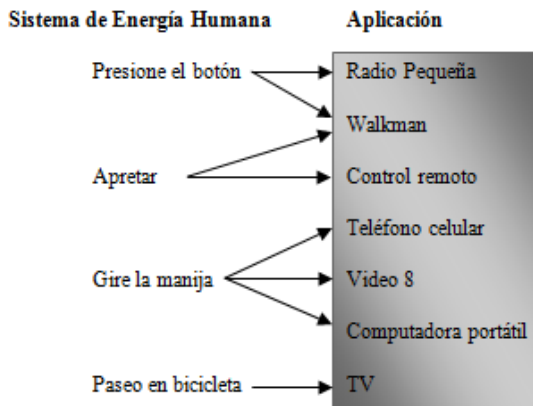 Sistema de Energía Humana
Aplicación
Presione el botón
Radio Pequeña
Walkman
Apretar
Control remoto
Teléfono celular
Gire la manija
Video 8
Computadora portátil
Paseo en bicicleta
TV